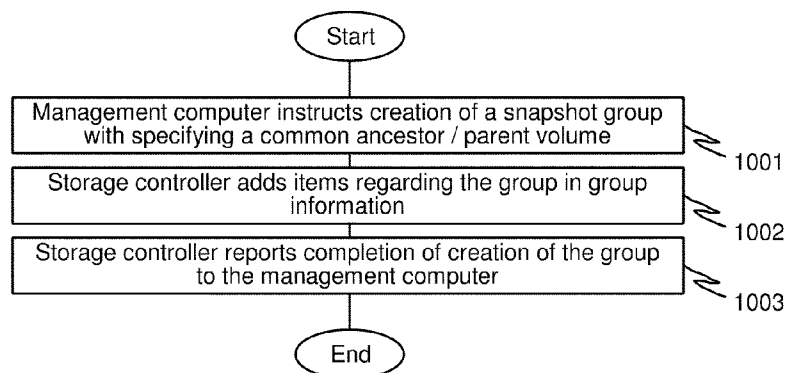 Start
Management computer instructs creation of a snapshot group
with specifying a common ancestor / parent volume
1001
Storage controller adds items regarding the group in group
information
1002
Storage controller reports completion of creation of the group
to the management computer
1003
End